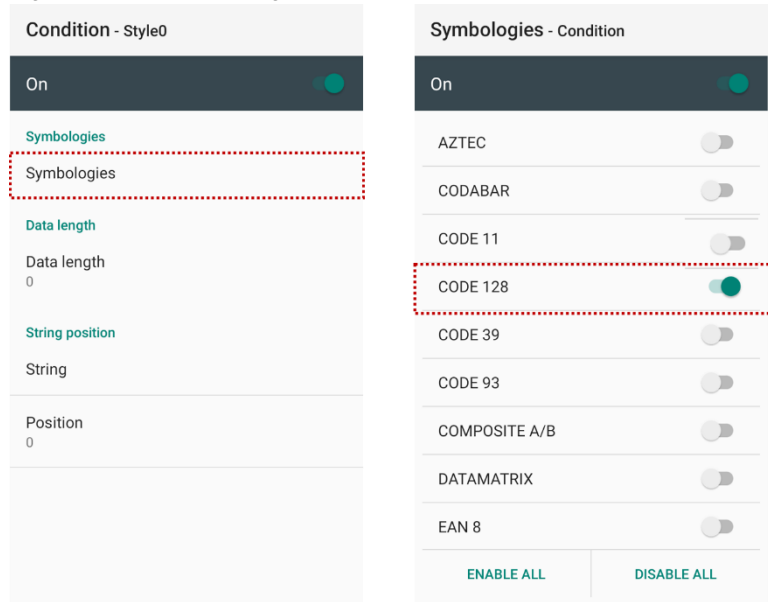 Condition - Style0
On
Symbologies
Symbologies
Data length
Data length
0
String position
String
Position
0
Symbologies - Condition
On
AZTEC
CODABAR
CODE 11
CODE 128
CODE 39
CODE 93
COMPOSITE A/B
DATAMATRIX
EAN 8
ENABLE ALL DISABLE ALL